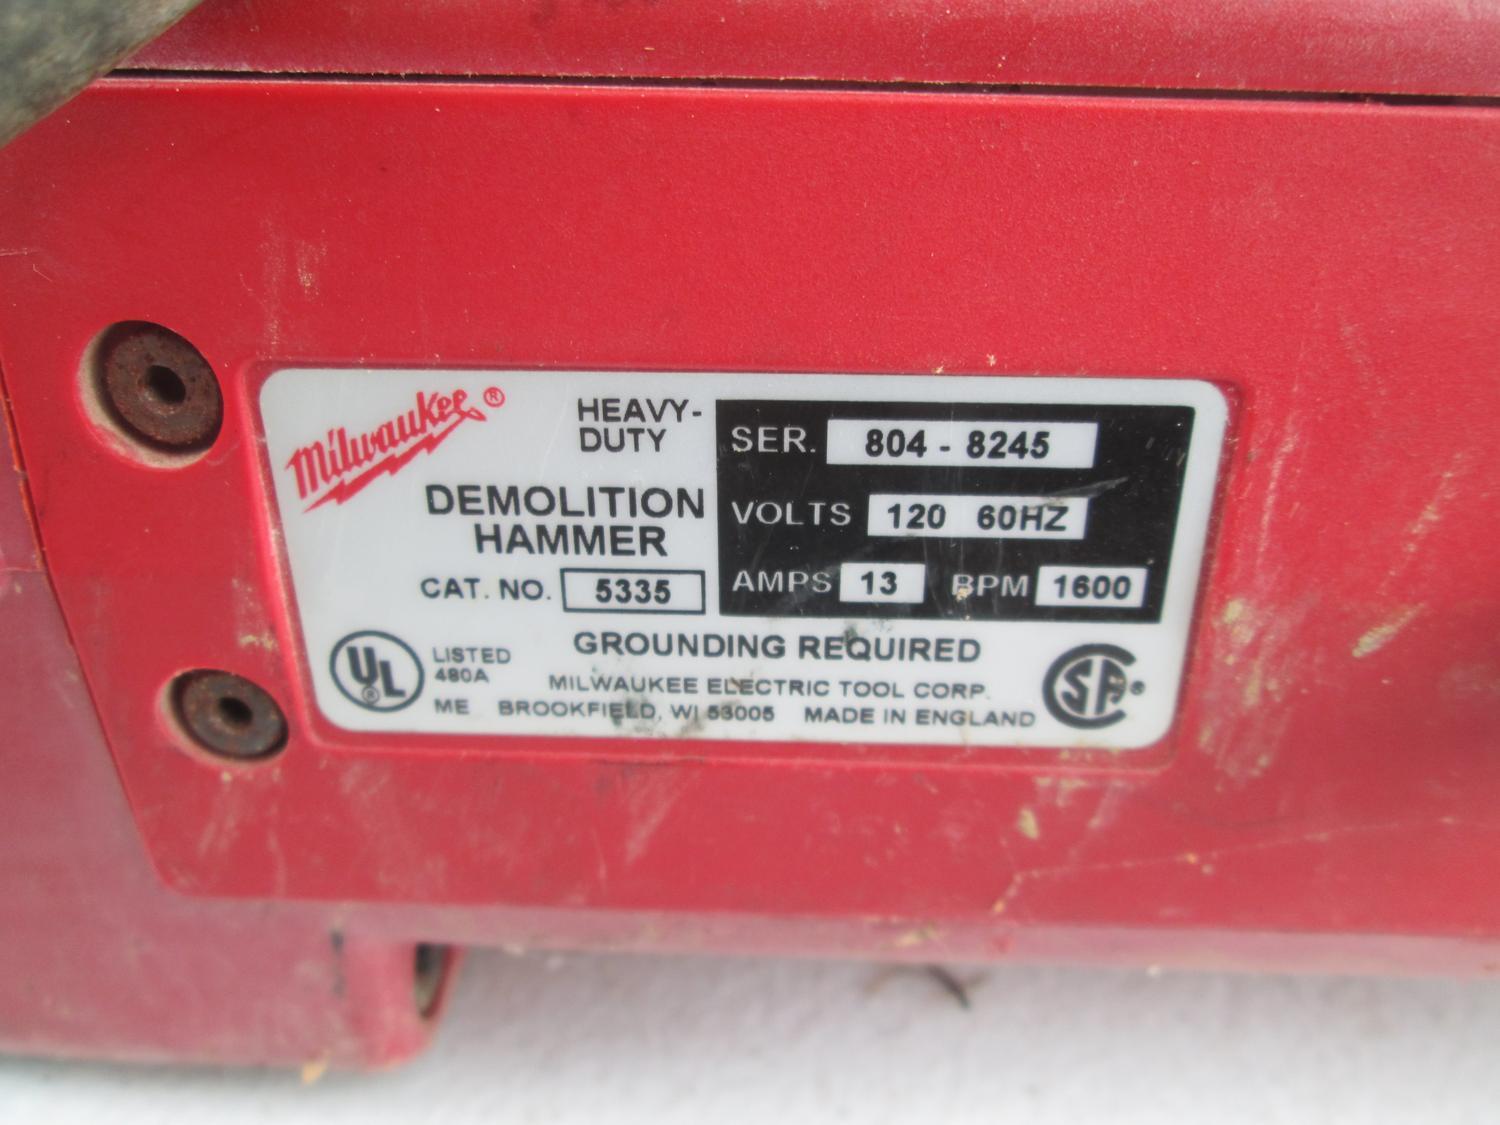 Milwaukee®
HEAVY-
DUTY
DEMOLITION
HAMMER
CAT. NO. 5335
SER. 804 - 8245
VOLTS 120 60HZ
AMPS 13 BPM 1600
GROUNDING REQUIRED
UL®
LISTED
480A
ME
MILWAUKEE ELECTRIC TOOL CORP.
BROOKFIELD, WI 53005 MADE IN ENGLAND
SA®